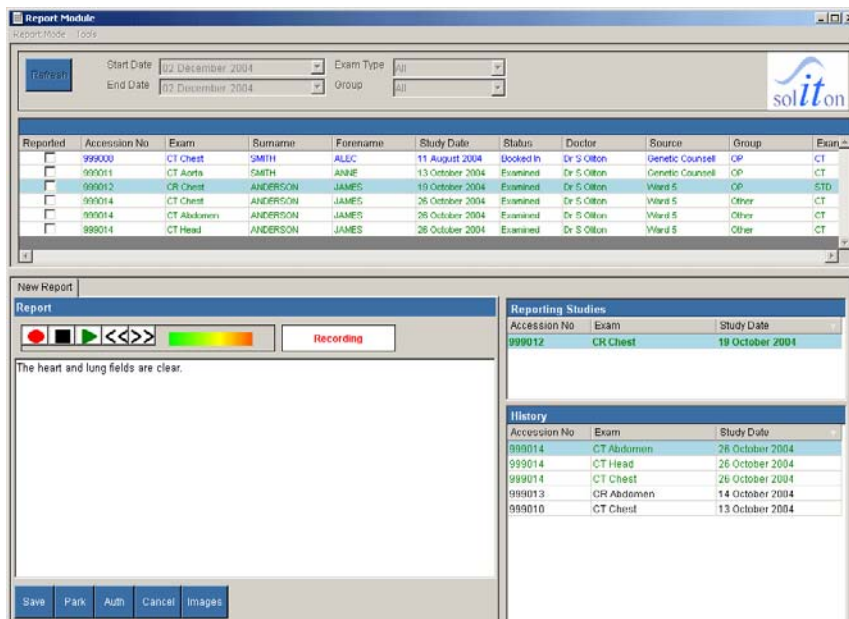 Report Module
Report Mode Tools
Refresh
Start Date 02 December 2004 Exam Type All
End Date 02 December 2004 Group All
soliton
Reported Accession No Exam Surname Forename Study Date Status Doctor Source Group Exam
999000 CT Chest SMITH ALEC 11 August 2004 Booked In Dr S Oliton Genetic Counsell OP CT
999011 CT Aorta SMITH ANNE 13 October 2004 Examined Dr S Oliton Genetic Counsell OP CT
999012 CR Chest ANDERSON JAMES 19 October 2004 Examined Dr S Oliton Ward 5 OP STD
999014 CT Chest ANDERSON JAMES 26 October 2004 Examined Dr S Oliton Ward 5 Other CT
999014 CT Abdomen ANDERSON JAMES 26 October 2004 Examined Dr S Oliton Ward 5 Other CT
999014 CT Head ANDERSON JAMES 26 October 2004 Examined Dr S Oliton Ward 5 Other CT
New Report
Report
<< >> Recording
The heart and lung fields are clear.
Save Park Auth Cancel Images
Reporting Studies
Accession No Exam Study Date
999012 CR Chest 19 October 2004
History
Accession No Exam Study Date
999014 CT Abdomen 26 October 2004
999014 CT Head 26 October 2004
999014 CT Chest 26 October 2004
999013 CR Abdomen 14 October 2004
999010 CT Chest 13 October 2004